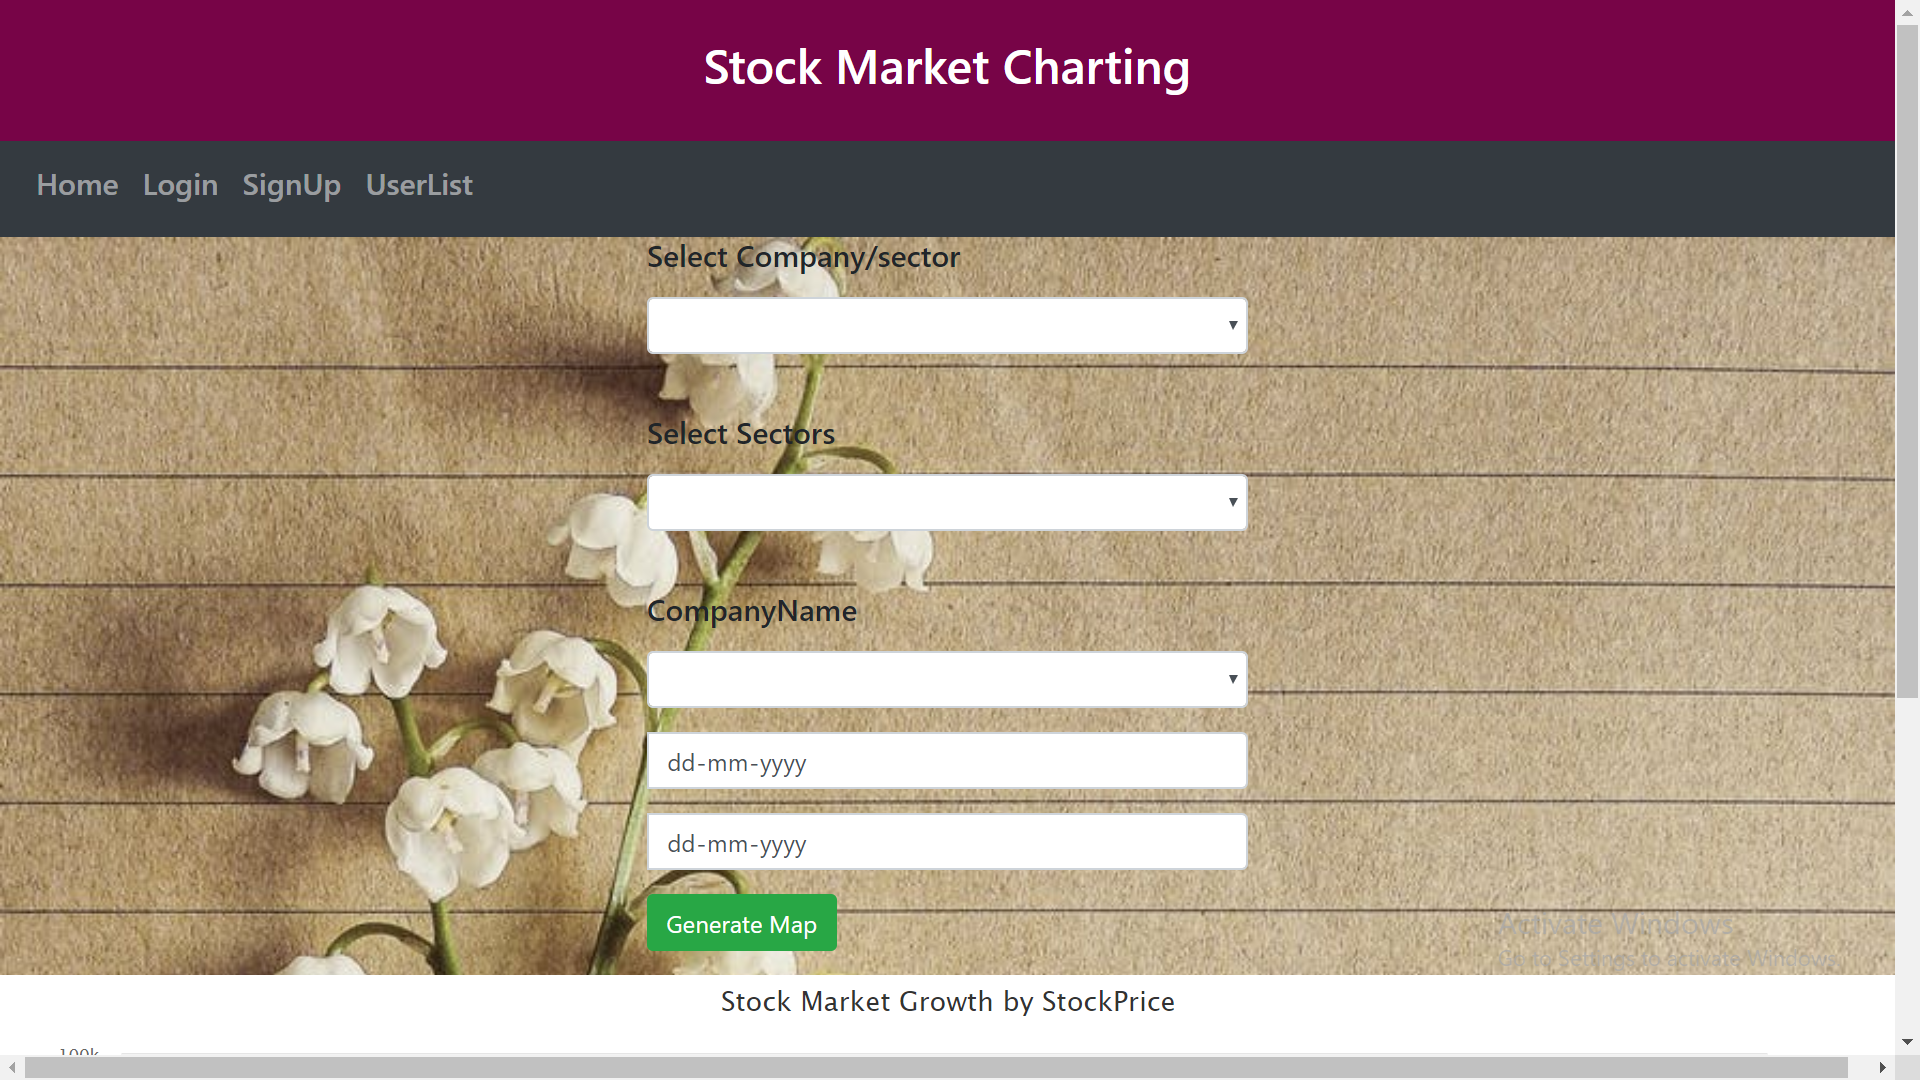 Stock Market Charting
Home Login SignUp UserList
Select Company/sector
Select Sectors
CompanyName
dd-mm-yyyy
dd-mm-yyyy
Generate Map
Activate Windows
Go to Settings to activate Windows.
Stock Market Growth by StockPrice
100k